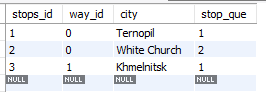 stops_id way_id city stop_que
1 0 Ternopil 1
2 0 White Church 2
3 1 Khmelnitsk 1
NULL NULL NULL NULL